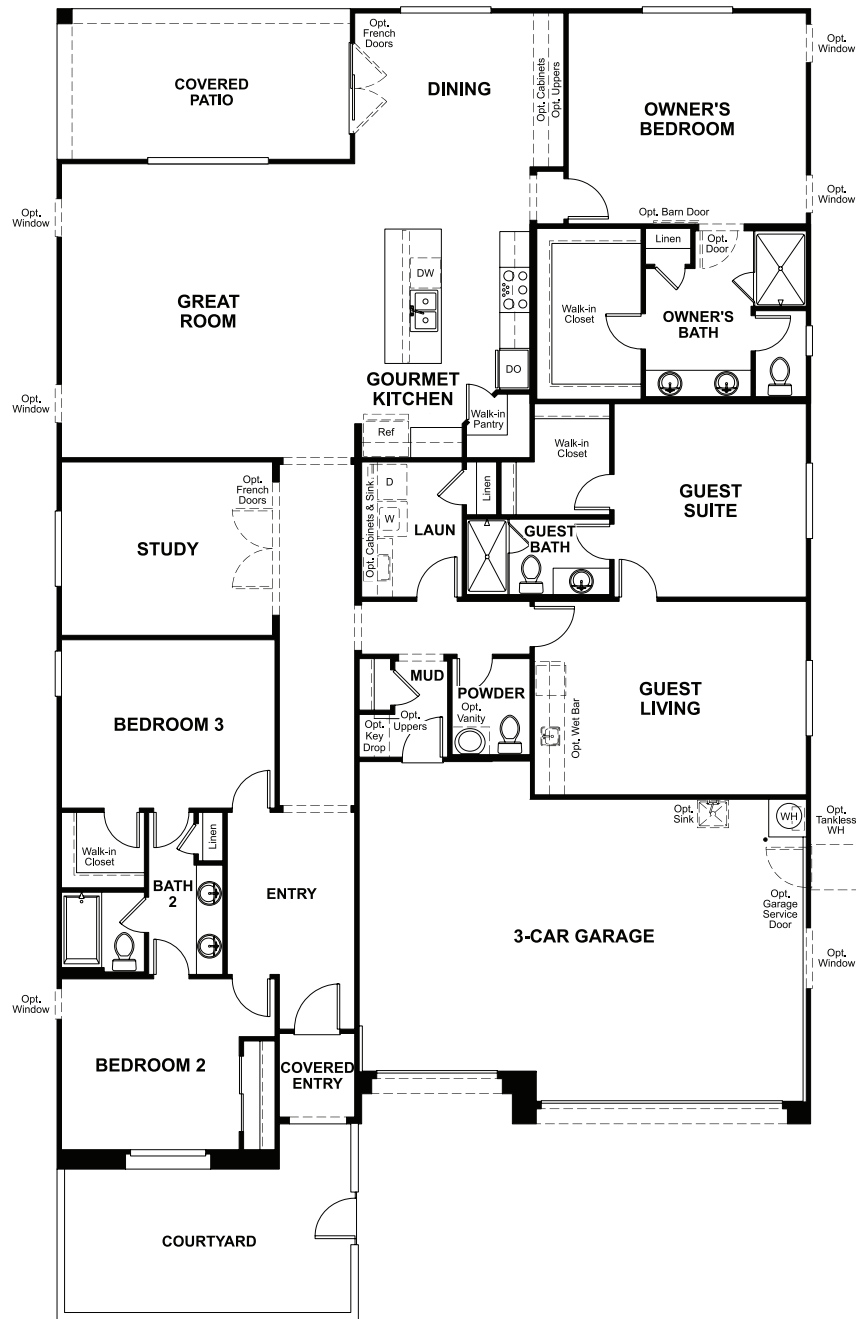 Opt.
French
Doors
COVERED
PATIO
DINING
Opt. Cabinets
Opt. Uppers
OWNER'S
BEDROOM
Opt.
Window
Opt.
Window
Opt.
Window
Opt. Barn Door
Linen
Opt.
Door
DW
Walk-in
Closet
OWNER'S
BATH
GREAT
ROOM
DO
GOURMET
KITCHEN
Opt.
Window
Walk-in
Pantry
Ref
Walk-in
Closet
Opt.
French
Doors
Opt. Cabinets & Sink
D
W
LAUN
Linen
GUEST
SUITE
GUEST
BATH
STUDY
MUD
POWDER
Opt.
Vanity
Opt.
Uppers
Opt.
Key
Drop
GUEST
LIVING
Opt. Wet Bar
BEDROOM 3
Opt.
Sink
WH
Opt.
Tankless
WH
Linen
Walk-in
Closet
BATH
2
ENTRY
Opt.
Garage
Service
Door
3-CAR GARAGE
Opt.
Window
Opt.
Window
BEDROOM 2
COVERED
ENTRY
COURTYARD